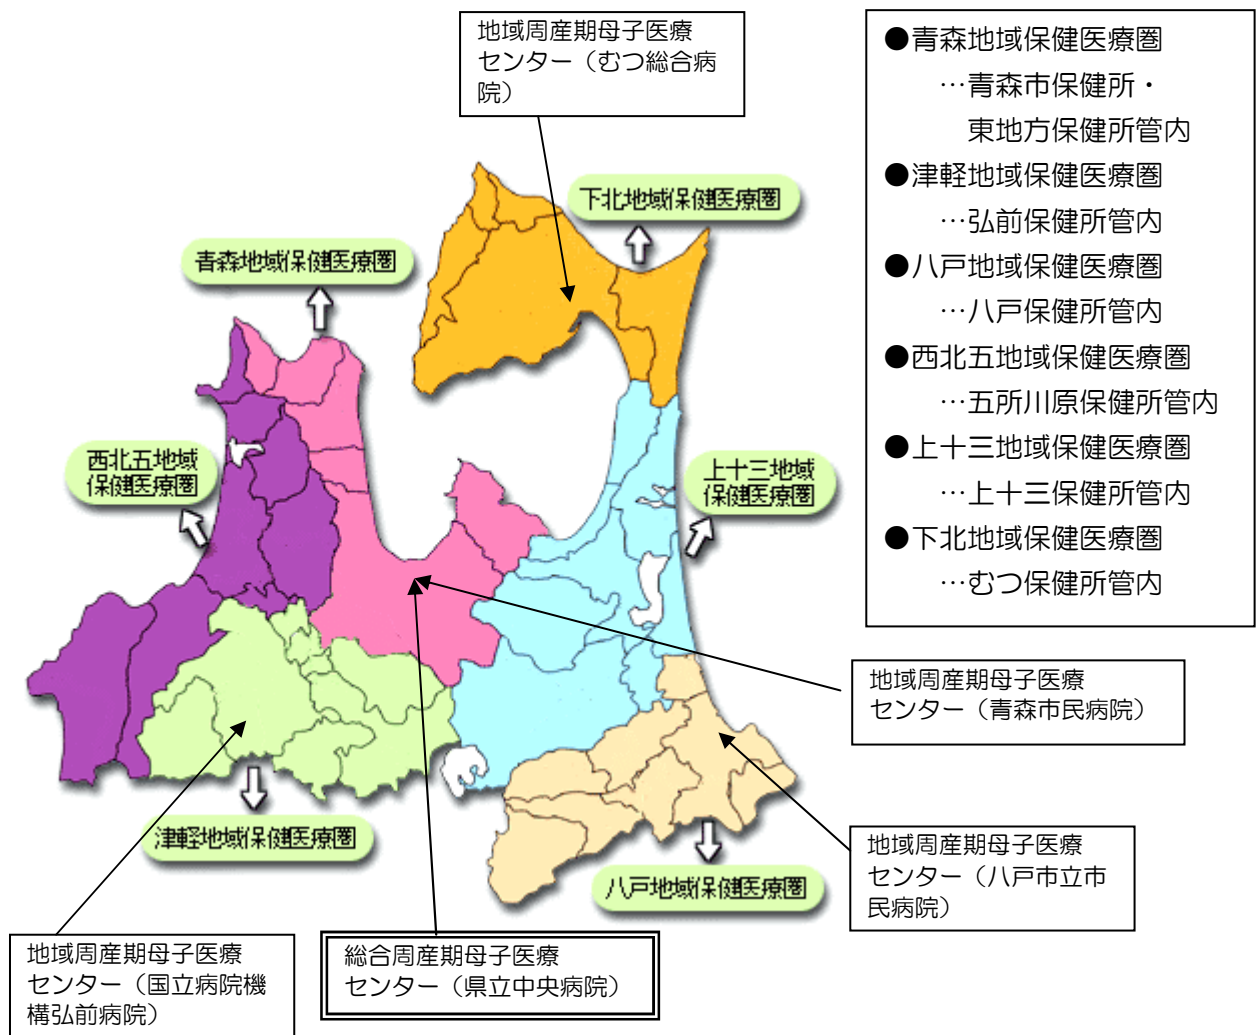 地域周産期母子医療
センター（むつ総合病
院）
●青森地域保健医療圏
…青森市保健所・
東地方保健所管内
●津軽地域保健医療圏
…弘前保健所管内
●八戸地域保健医療圏
…八戸保健所管内
●西北五地域保健医療圏
…五所川原保健所管内
●上十三地域保健医療圏
…上十三保健所管内
●下北地域保健医療圏
…むつ保健所管内
下北地域保健医療圏
青森地域保健医療圏
西北五地域
保健医療圏
上十三地域
保健医療圏
地域周産期母子医療
センター（青森市民病院）
津軽地域保健医療圏
地域周産期母子医療
センター（八戸市立市
民病院）
八戸地域保健医療圏
地域周産期母子医療
センター（国立病院機
構弘前病院）
総合周産期母子医療
センター（県立中央病院）